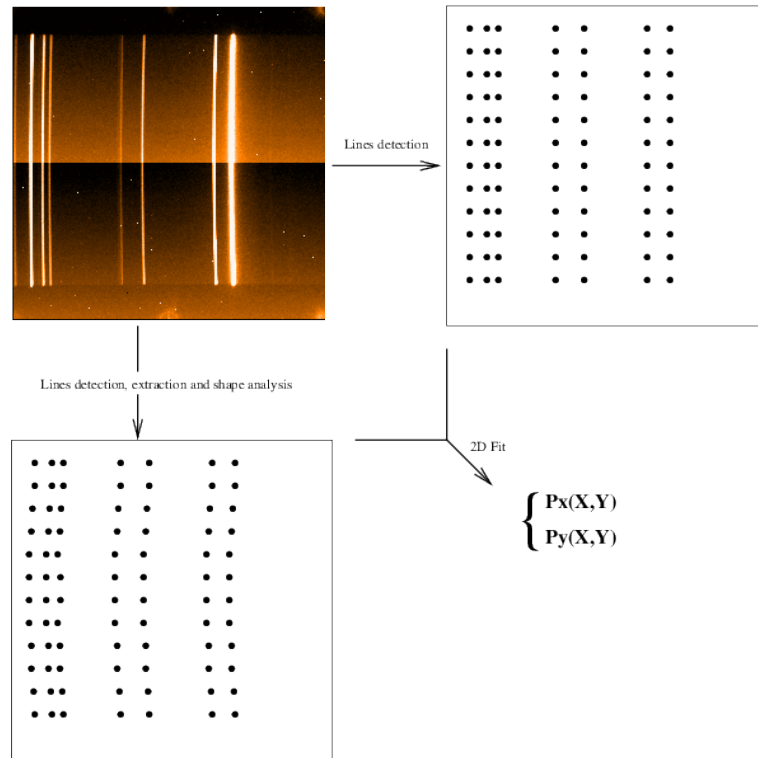 Lines detection
Lines detection, extraction and shape analysis
2D Fit
Px(X,Y)
Py(X,Y)